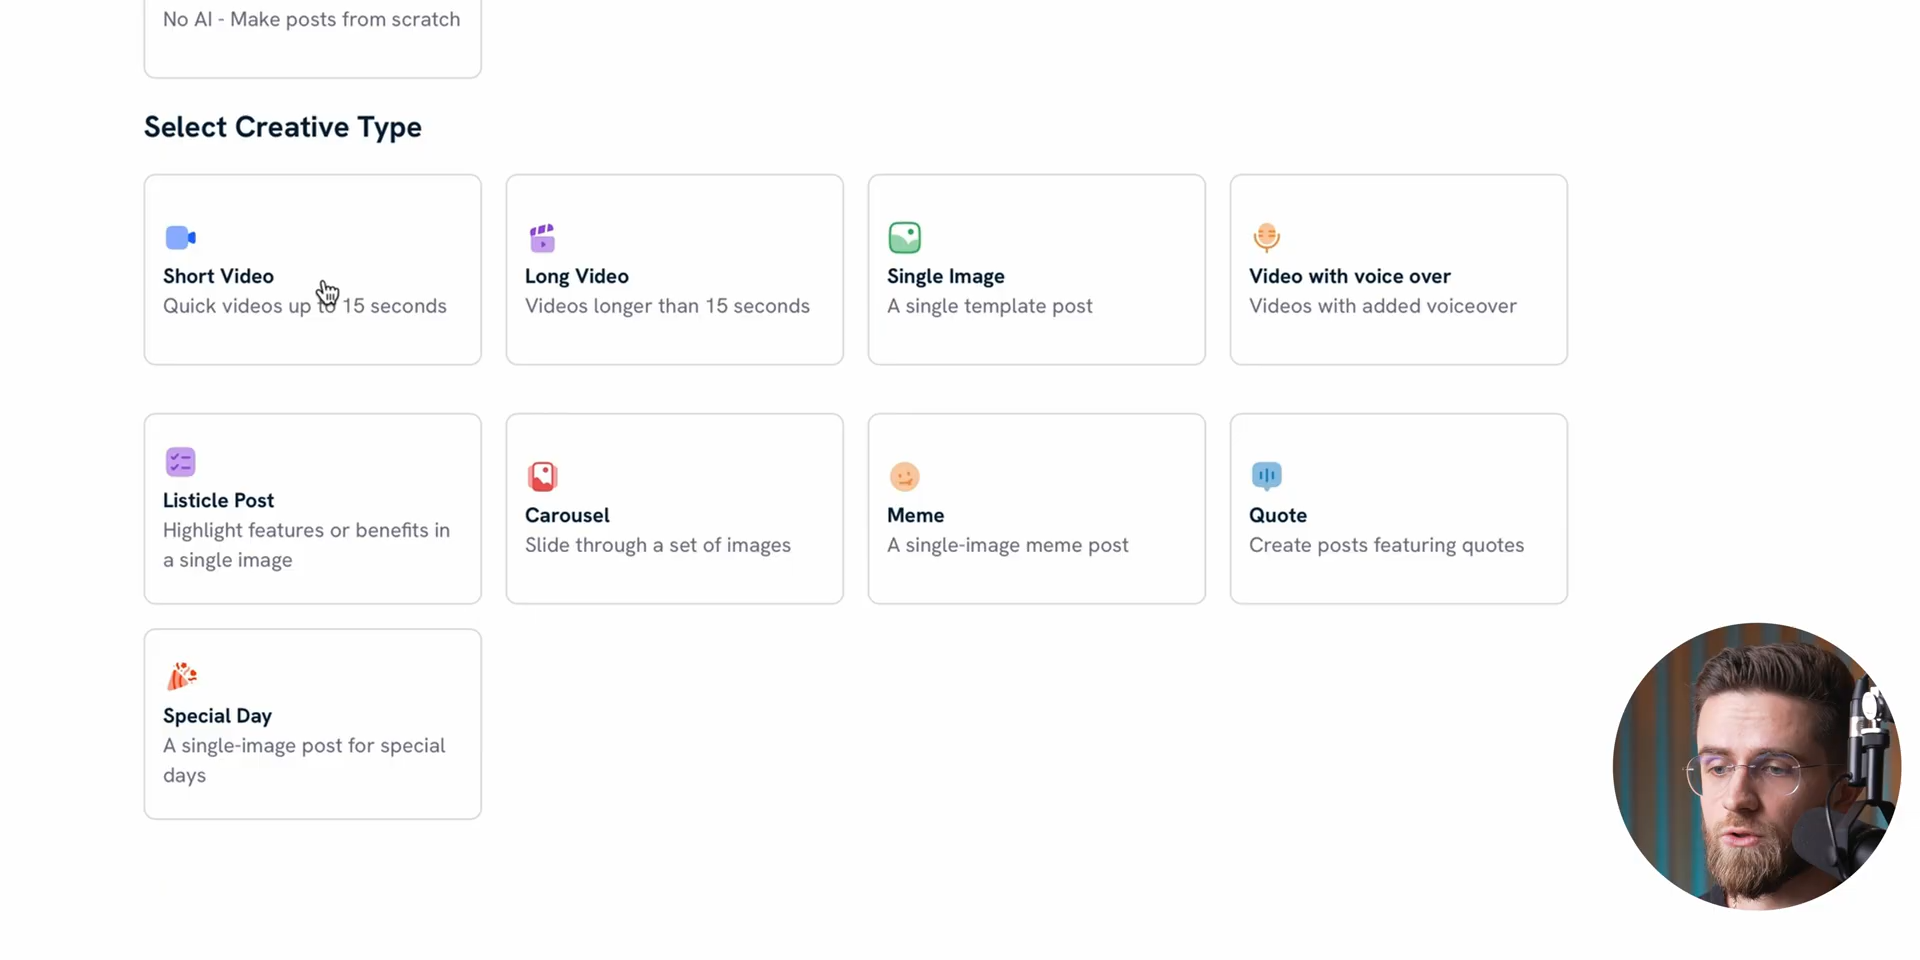 No AI - Make posts from scratch
Select Creative Type
Short Video
Quick videos up to 15 seconds
Long Video
Videos longer than 15 seconds
Single Image
A single template post
Video with voice over
Videos with added voiceover
Listicle Post
Highlight features or benefits in
a single image
Carousel
Slide through a set of images
Meme
A single-image meme post
Quote
Create posts featuring quotes
Special Day
A single-image post for special
days